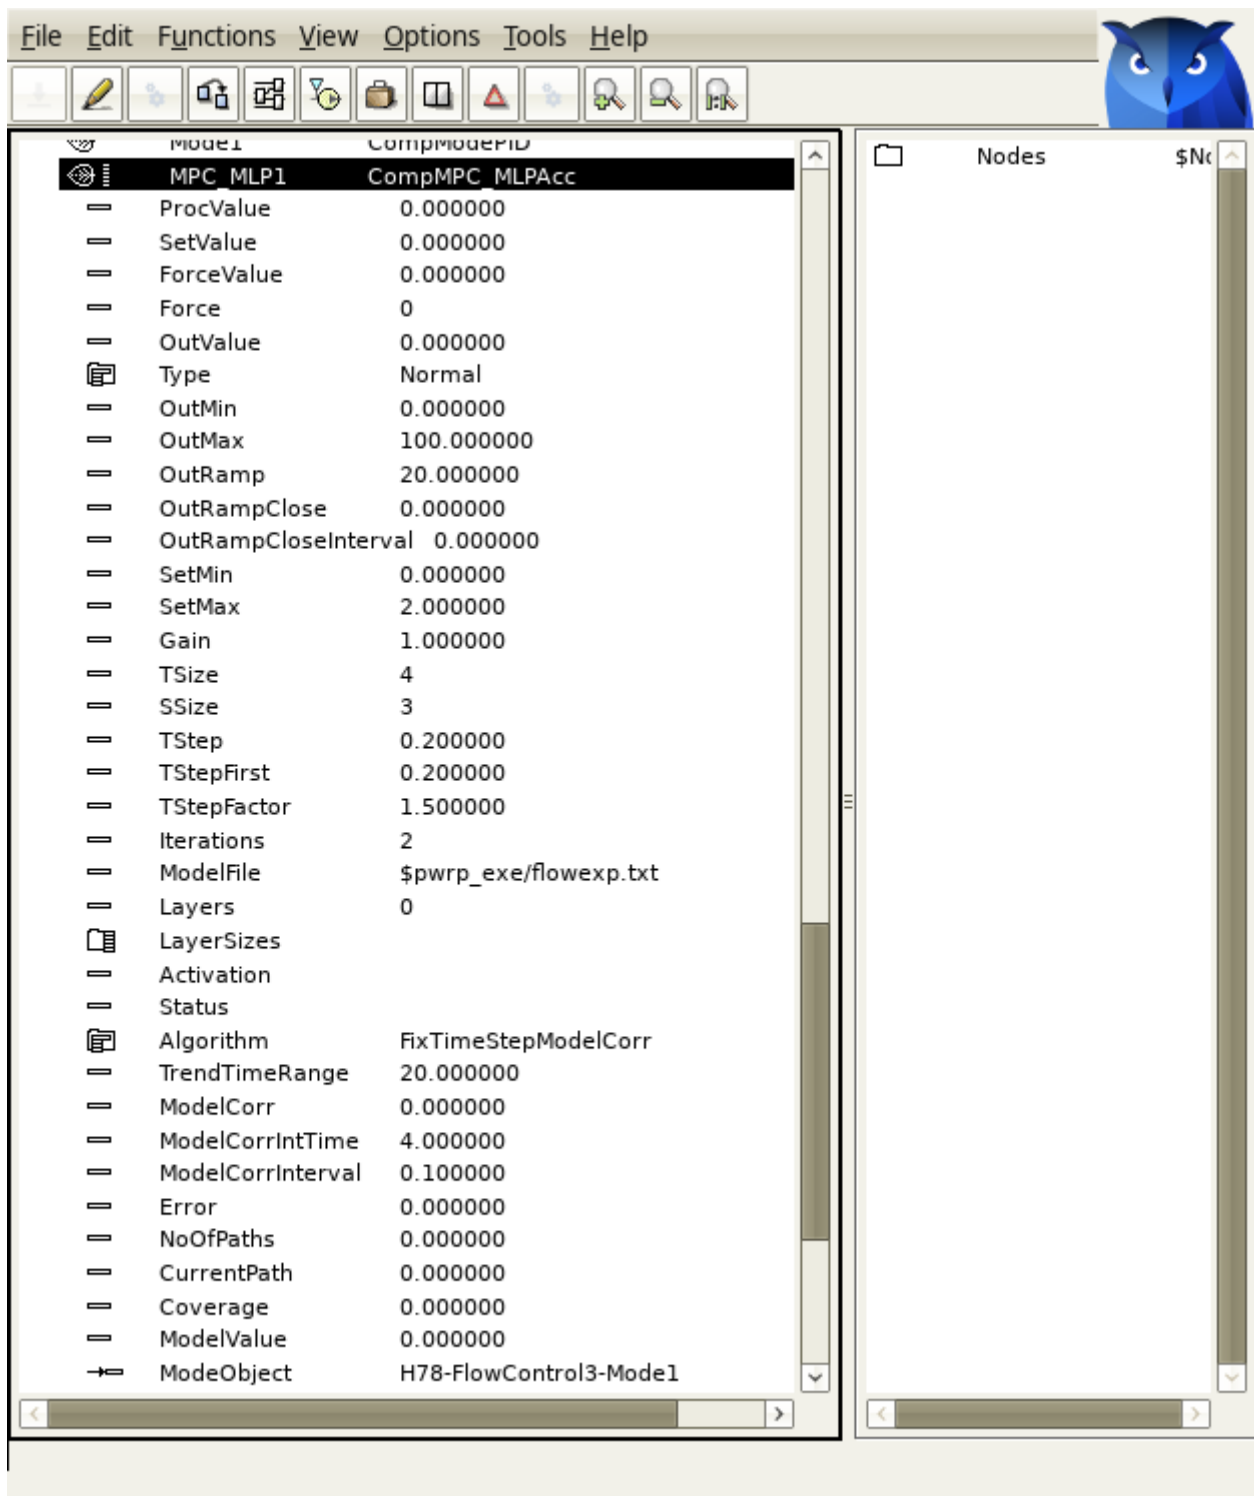 File Edit Functions View Options Tools Help
Mode1 CompModePID
MPC_MLP1 CompMPC_MLPAcc
ProcValue 0.000000
SetValue 0.000000
ForceValue 0.000000
Force 0
OutValue 0.000000
Type Normal
OutMin 0.000000
OutMax 100.000000
OutRamp 20.000000
OutRampClose 0.000000
OutRampCloseInterval 0.000000
SetMin 0.000000
SetMax 2.000000
Gain 1.000000
TSize 4
SSize 3
TStep 0.200000
TStepFirst 0.200000
TStepFactor 1.500000
Iterations 2
ModelFile $pwrp_exe/flowexp.txt
Layers 0
LayerSizes
Activation
Status
Algorithm FixTimeStepModelCorr
TrendTimeRange 20.000000
ModelCorr 0.000000
ModelCorrIntTime 4.000000
ModelCorrInterval 0.100000
Error 0.000000
NoOfPaths 0.000000
CurrentPath 0.000000
Coverage 0.000000
ModelValue 0.000000
ModeObject H78-FlowControl3-Mode1
Nodes